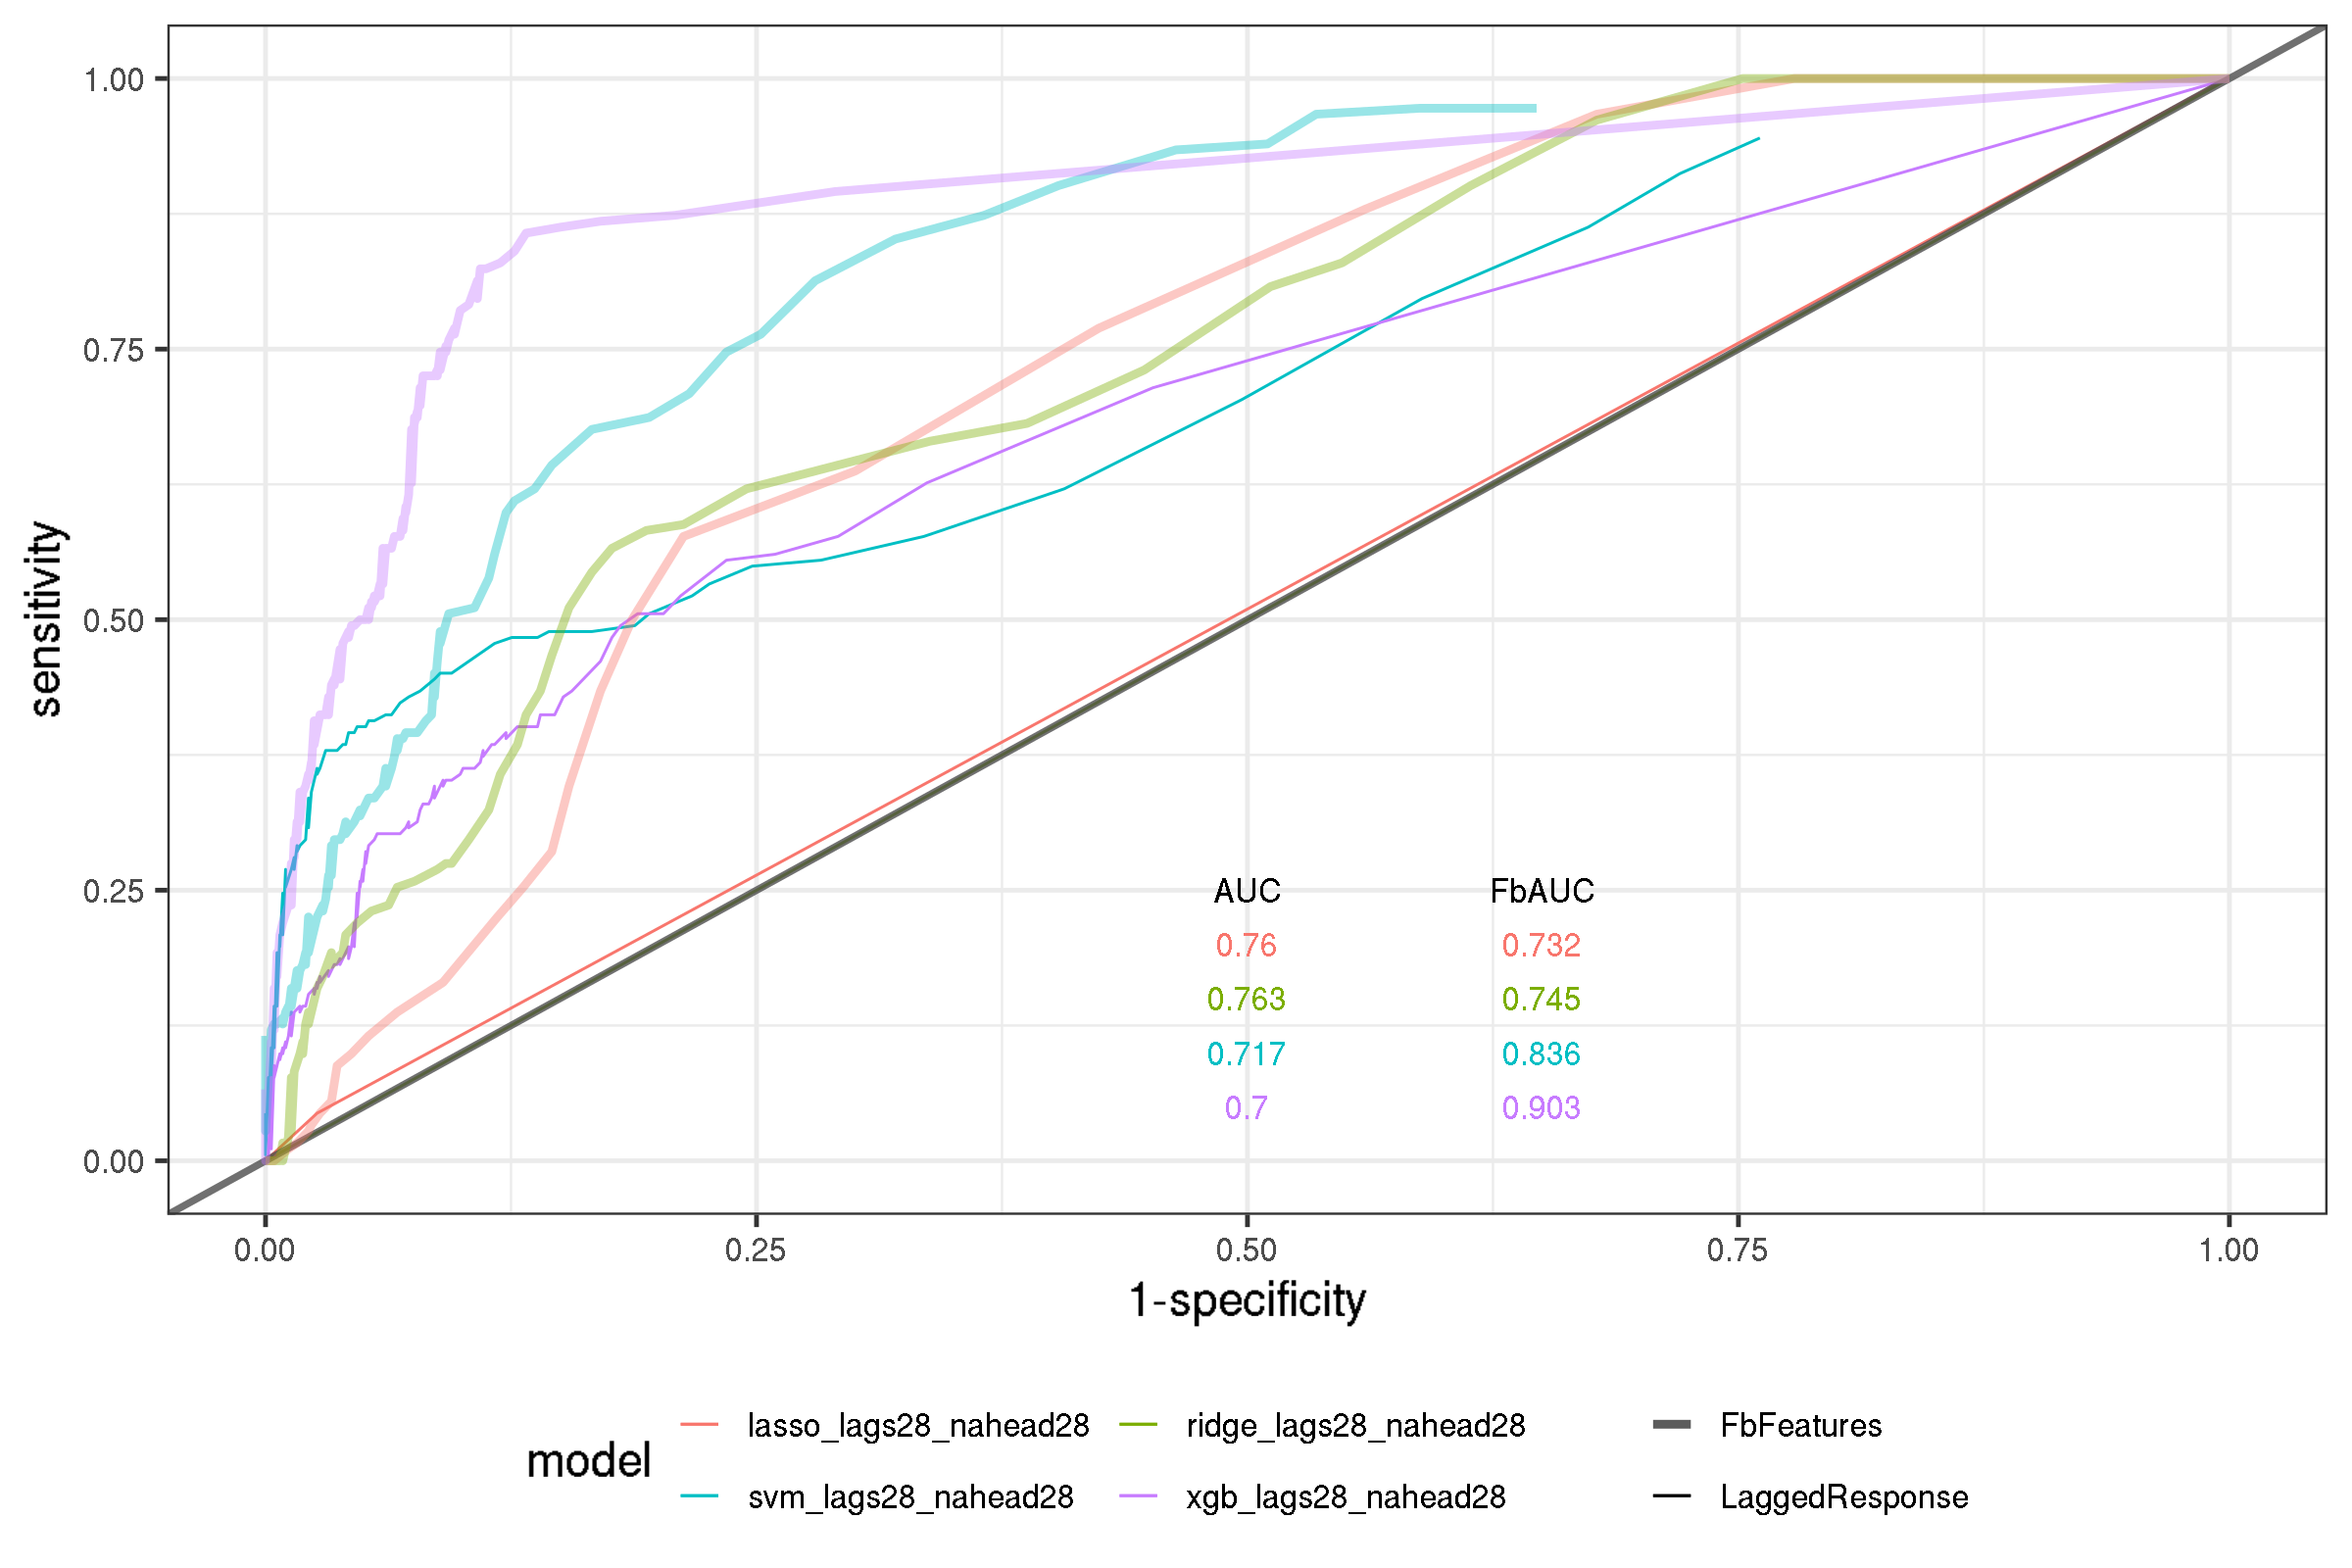 1.00
0.75
0.50
0.25
0.00
sensitivity
AUC FbAUC
0.76 0.732
0.763 0.745
0.717 0.836
0.7 0.903
0.00 0.25 0.50 0.75 1.00
1-specificity
model
lasso_lags28_nahead28 ridge_lags28_nahead28 FbFeatures
svm_lags28_nahead28 xgb_lags28_nahead28 LaggedResponse